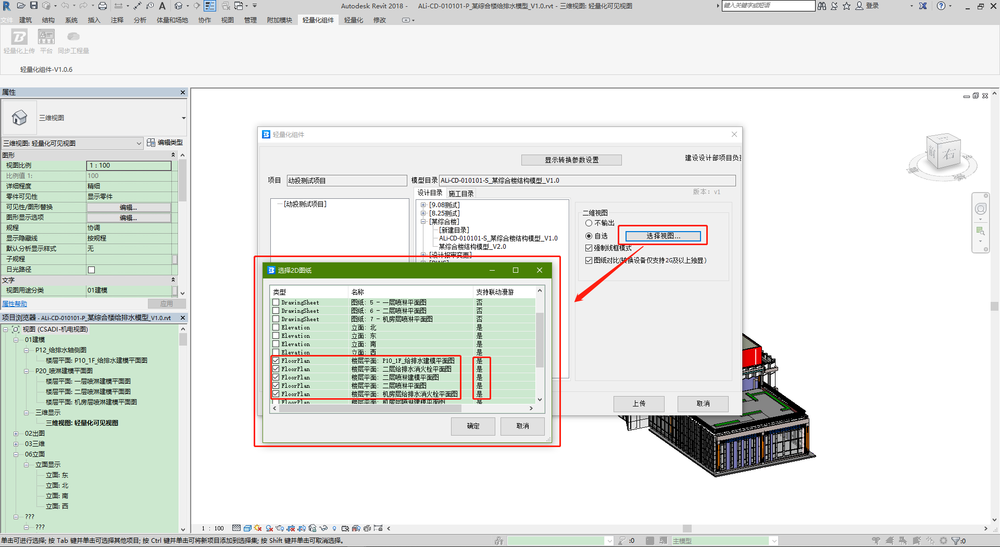 Autodesk Revit 2018 - ALi-CD-010101-P_某综合楼给排水模型_V1.0.rvt - 三维视图: 轻量化可见视图
键入关键字或短语
登录
文件 建筑 结构 系统 插入 注释 分析 体量和场地 协作 视图 管理 附加模块 轻量化组件 轻量化 修改
轻量化上传 平台 同步工程量
轻量化组件-V1.0.6
属性
三维视图
三维视图: 轻量化可见视图
编辑类型
图形
视图比例 1 : 100
比例值 1: 100
详细程度 精细
零件可见性 显示零件
可见性/图形替换 编辑...
图形显示选项 编辑...
规程 协调
显示隐藏线 按规程
默认分析显示样式 无
子规程
日光路径
文字
视图用途分类 01建模
属性帮助
应用
项目浏览器 - ALi-CD-010101-P_某综合楼给排水模型_V1.0.rvt
视图 (CSADI-机电视图)
01建模
P12_给排水轴侧图
楼层平面: P10_1F_给排水建模平面图
P20_喷淋建模平面图
楼层平面: 一层喷淋建模平面图
楼层平面: 二层喷淋建模平面图
楼层平面: 机房层喷淋建模平面图
三维显示
三维视图: 轻量化可见视图
02出图
03三维
06立面
立面显示
立面: 东
立面: 北
立面: 南
立面: 西
???
???
轻量化组件
显示转换参数设置
建设设计部项目负
项目 动投测试项目
模型目录 ALi-CD-010101-S_某综合楼结构模型_V1.0
设计目录 施工目录
版本: v1
[动投测试项目]
[9.08测试]
[8.25测试]
[某综合楼]
[新建目录]
ALi-CD-010101-S_某综合楼结构模型_V1.0
某综合楼结构模型_V2.0
[设计报审变更]
二维视图
不输出
自选 选择视图...
强制线框模式
图纸对比(转换设备仅支持2G及以上独显)
上传 取消
选择2D图纸
类型 名称 支持联动漫游
DrawingSheet 图纸: 5 - 一层喷淋平面图 否
DrawingSheet 图纸: 6 - 二层喷淋平面图 否
DrawingSheet 图纸: 7 - 机房层喷淋平面图 否
Elevation 立面: 北 是
Elevation 立面: 东 是
Elevation 立面: 南 是
Elevation 立面: 西 是
FloorPlan 楼层平面: P10_1F_给排水建模平面图 是
FloorPlan 楼层平面: 二层给排水消火栓平面图 是
FloorPlan 楼层平面: 二层喷淋建模平面图 是
FloorPlan 楼层平面: 二层喷淋平面图 是
FloorPlan 楼层平面: 机房层给排水消火栓平面图 是
FloorPlan 楼层平面: 机房层喷淋建模平面图 是
确定 取消
前 右
1 : 100
单击可进行选择; 按 Tab 键并单击可选择其他项目; 按 Ctrl 键并单击可将新项目添加到选择集; 按 Shift 键并单击可取消选择。
:0
主模型
:0